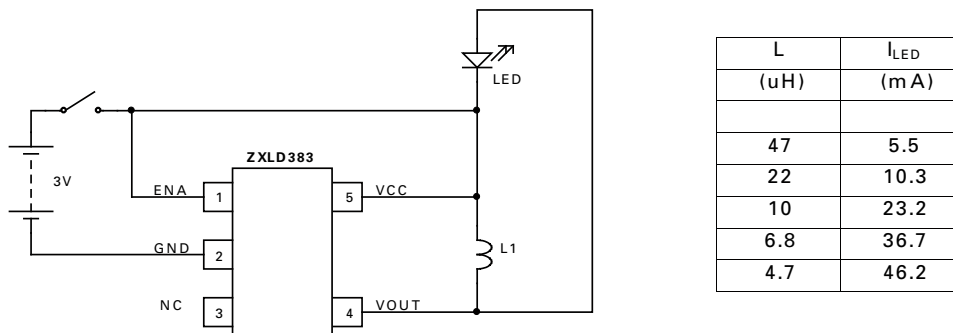 LED
ZXLD383
3V
ENA
1
5
VCC
GND
2
L1
NC
3
4
VOUT
L I_LED
(uH) (mA)
47 5.5
22 10.3
10 23.2
6.8 36.7
4.7 46.2